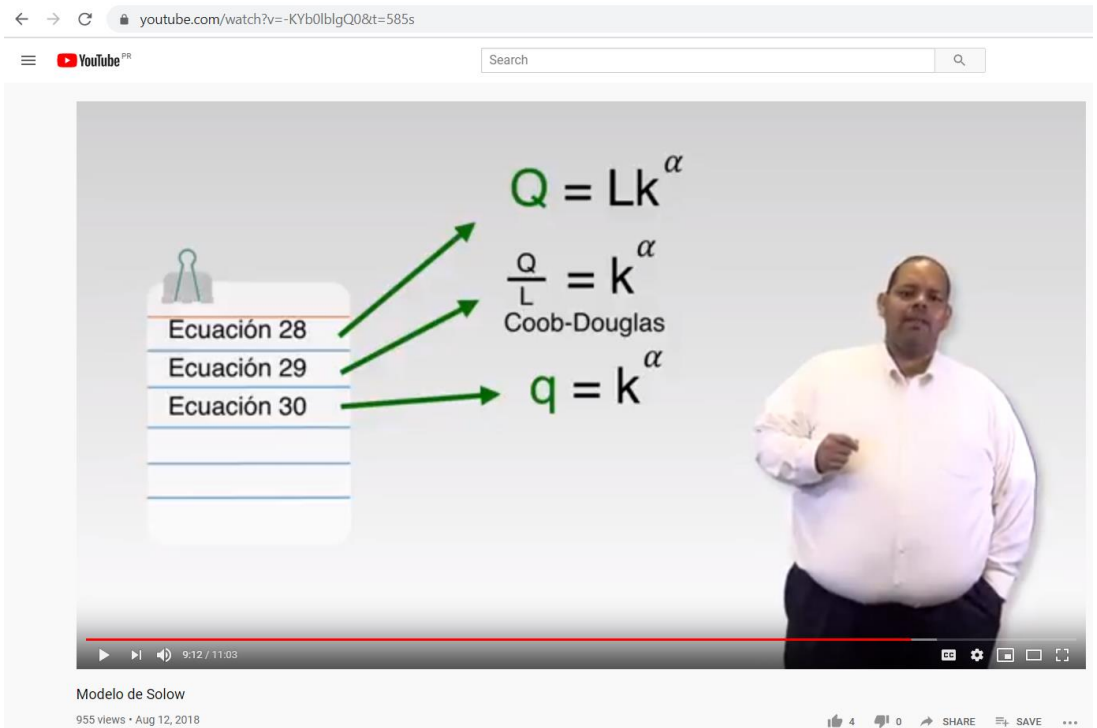 youtube.com/watch?v=-KYb0lblgQ0&t=585s
YouTube PR
Search
Q = Lk^α
Q/L = k^α
Coob-Douglas
q = k^α
Ecuación 28
Ecuación 29
Ecuación 30
9:12 / 11:03
CC
Modelo de Solow
955 views • Aug 12, 2018
4 0 SHARE SAVE